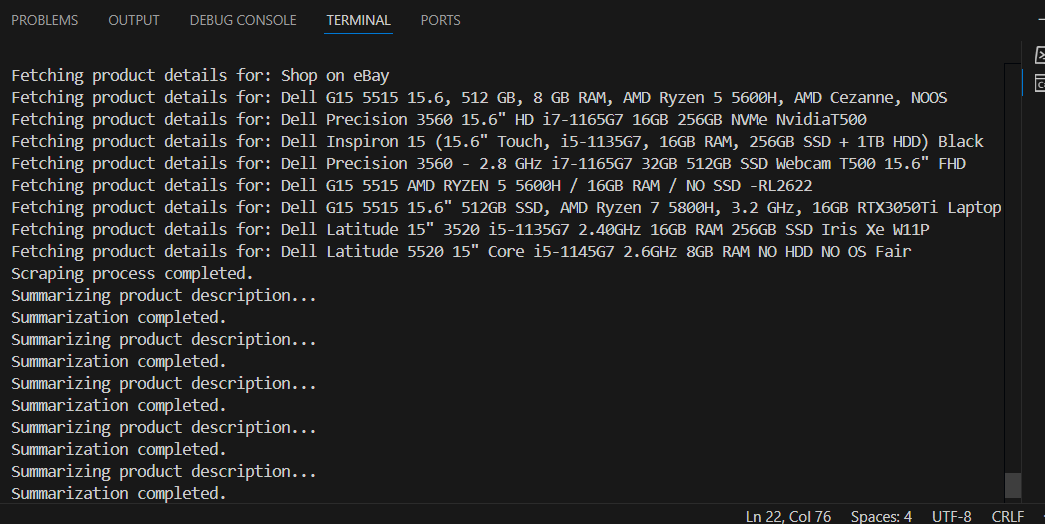 PROBLEMS OUTPUT DEBUG CONSOLE TERMINAL PORTS
Fetching product details for: Shop on eBay
Fetching product details for: Dell G15 5515 15.6, 512 GB, 8 GB RAM, AMD Ryzen 5 5600H, AMD Cezanne, NOOS
Fetching product details for: Dell Precision 3560 15.6" HD i7-1165G7 16GB 256GB NVMe NvidiaT500
Fetching product details for: Dell Inspiron 15 (15.6" Touch, i5-1135G7, 16GB RAM, 256GB SSD + 1TB HDD) Black
Fetching product details for: Dell Precision 3560 - 2.8 GHz i7-1165G7 32GB 512GB SSD Webcam T500 15.6" FHD
Fetching product details for: Dell G15 5515 AMD RYZEN 5 5600H / 16GB RAM / NO SSD -RL2622
Fetching product details for: Dell G15 5515 15.6" 512GB SSD, AMD Ryzen 7 5800H, 3.2 GHz, 16GB RTX3050Ti Laptop
Fetching product details for: Dell Latitude 15" 3520 i5-1135G7 2.40GHz 16GB RAM 256GB SSD Iris Xe W11P
Fetching product details for: Dell Latitude 5520 15" Core i5-1145G7 2.6GHz 8GB RAM NO HDD NO OS Fair
Scraping process completed.
Summarizing product description...
Summarization completed.
Summarizing product description...
Summarization completed.
Summarizing product description...
Summarization completed.
Summarizing product description...
Summarization completed.
Summarizing product description...
Summarization completed.
Ln 22, Col 76 Spaces: 4 UTF-8 CRLF